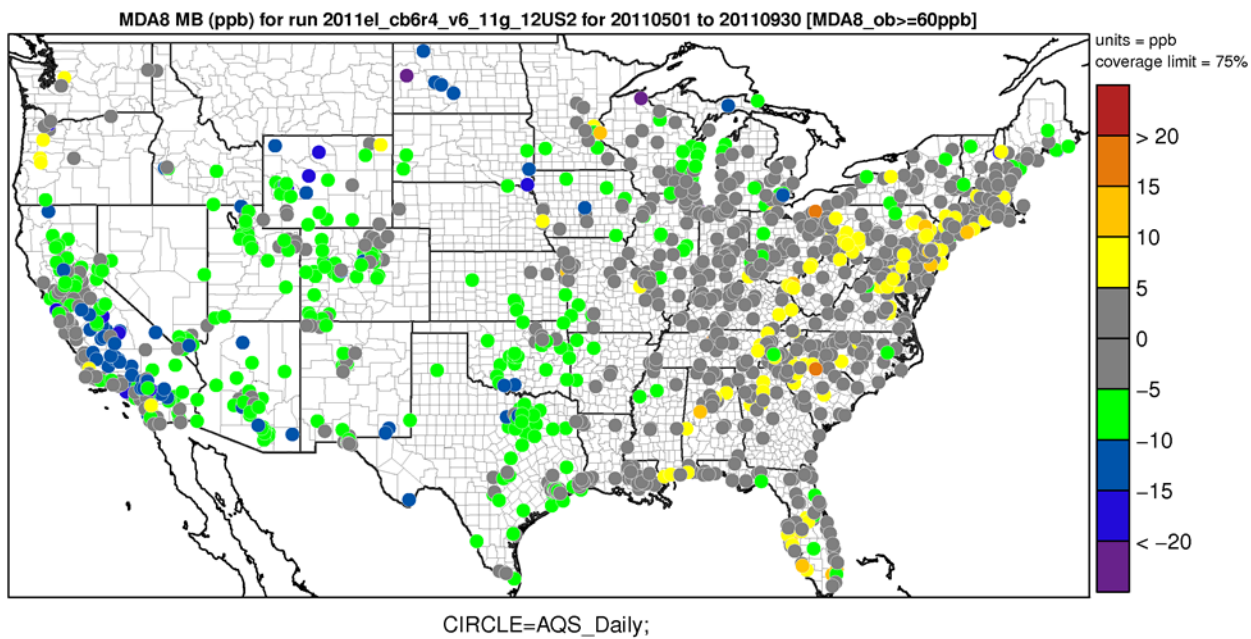 MDA8 MB (ppb) for run 2011el_cb6r4_v6_11g_12US2 for 20110501 to 20110930 [MDA8_ob>=60ppb]
units = ppb
coverage limit = 75%
> 20
15
10
5
0
−5
−10
−15
< −20
CIRCLE=AQS_Daily;